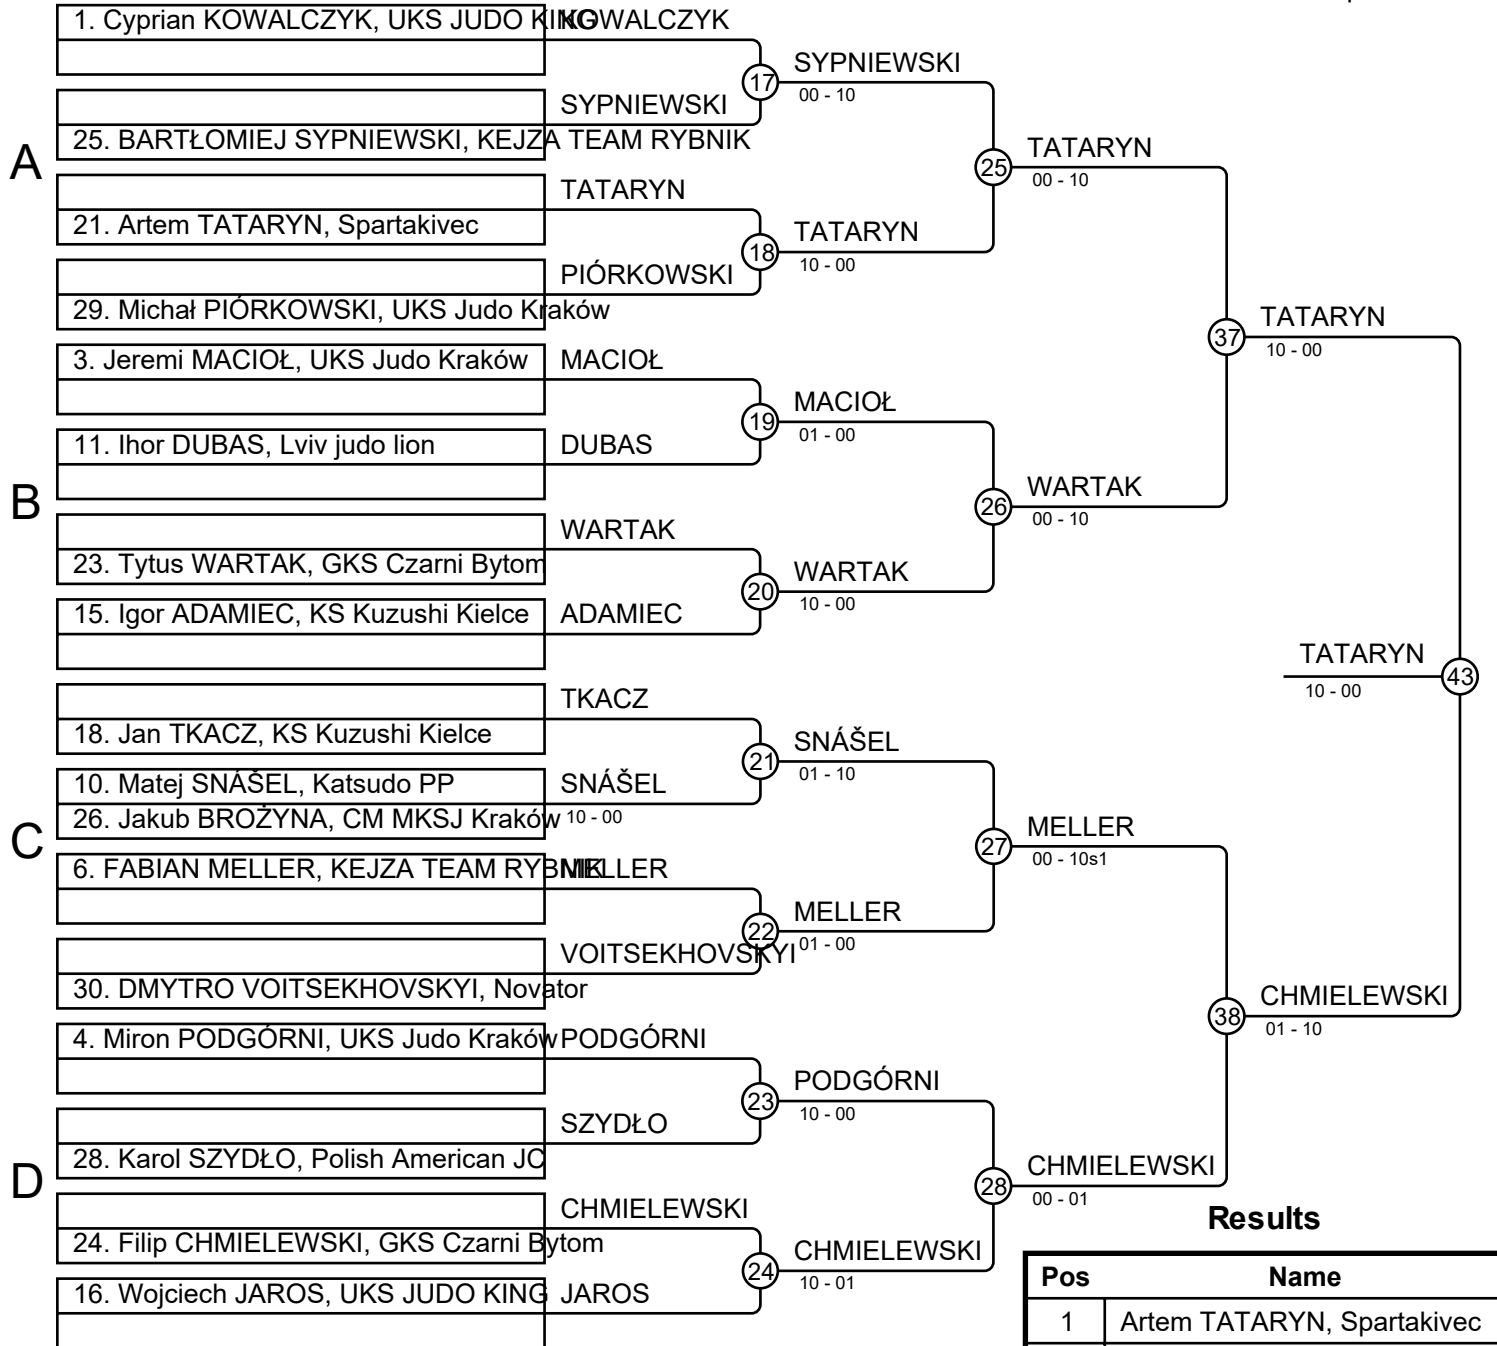 1. Cyprian KOWALCZYK, UKS JUDO KING
KOWALCZYK
17
SYPNIEWSKI
00 - 10
SYPNIEWSKI
25. BARTŁOMIEJ SYPNIEWSKI, KEJZA TEAM RYBNIK
A
25
TATARYN
00 - 10
TATARYN
21. Artem TATARYN, Spartakivec
18
TATARYN
10 - 00
PIÓRKOWSKI
29. Michał PIÓRKOWSKI, UKS Judo Kraków
37
TATARYN
10 - 00
3. Jeremi MACIOŁ, UKS Judo Kraków
MACIOŁ
19
MACIOŁ
01 - 00
11. Ihor DUBAS, Lviv judo lion
DUBAS
B
26
WARTAK
00 - 10
WARTAK
23. Tytus WARTAK, GKS Czarni Bytom
20
WARTAK
10 - 00
15. Igor ADAMIEC, KS Kuzushi Kielce
ADAMIEC
TATARYN
43
10 - 00
TKACZ
18. Jan TKACZ, KS Kuzushi Kielce
21
SNÁŠEL
01 - 10
10. Matej SNÁŠEL, Katsudo PP
SNÁŠEL
26. Jakub BROŻYNA, CM MKSJ Kraków
10 - 00
C
27
MELLER
00 - 10s1
6. FABIAN MELLER, KEJZA TEAM RYBNIK
MELLER
22
MELLER
01 - 00
VOITSEKHOVSKYI
30. DMYTRO VOITSEKHOVSKYI, Novator
38
CHMIELEWSKI
01 - 10
4. Miron PODGÓRNI, UKS Judo Kraków
PODGÓRNI
23
PODGÓRNI
10 - 00
SZYDŁO
28. Karol SZYDŁO, Polish American JC
D
28
CHMIELEWSKI
00 - 01
CHMIELEWSKI
24. Filip CHMIELEWSKI, GKS Czarni Bytom
24
CHMIELEWSKI
10 - 01
16. Wojciech JAROS, UKS JUDO KING
JAROS
Results
Pos Name
1 Artem TATARYN, Spartakivec